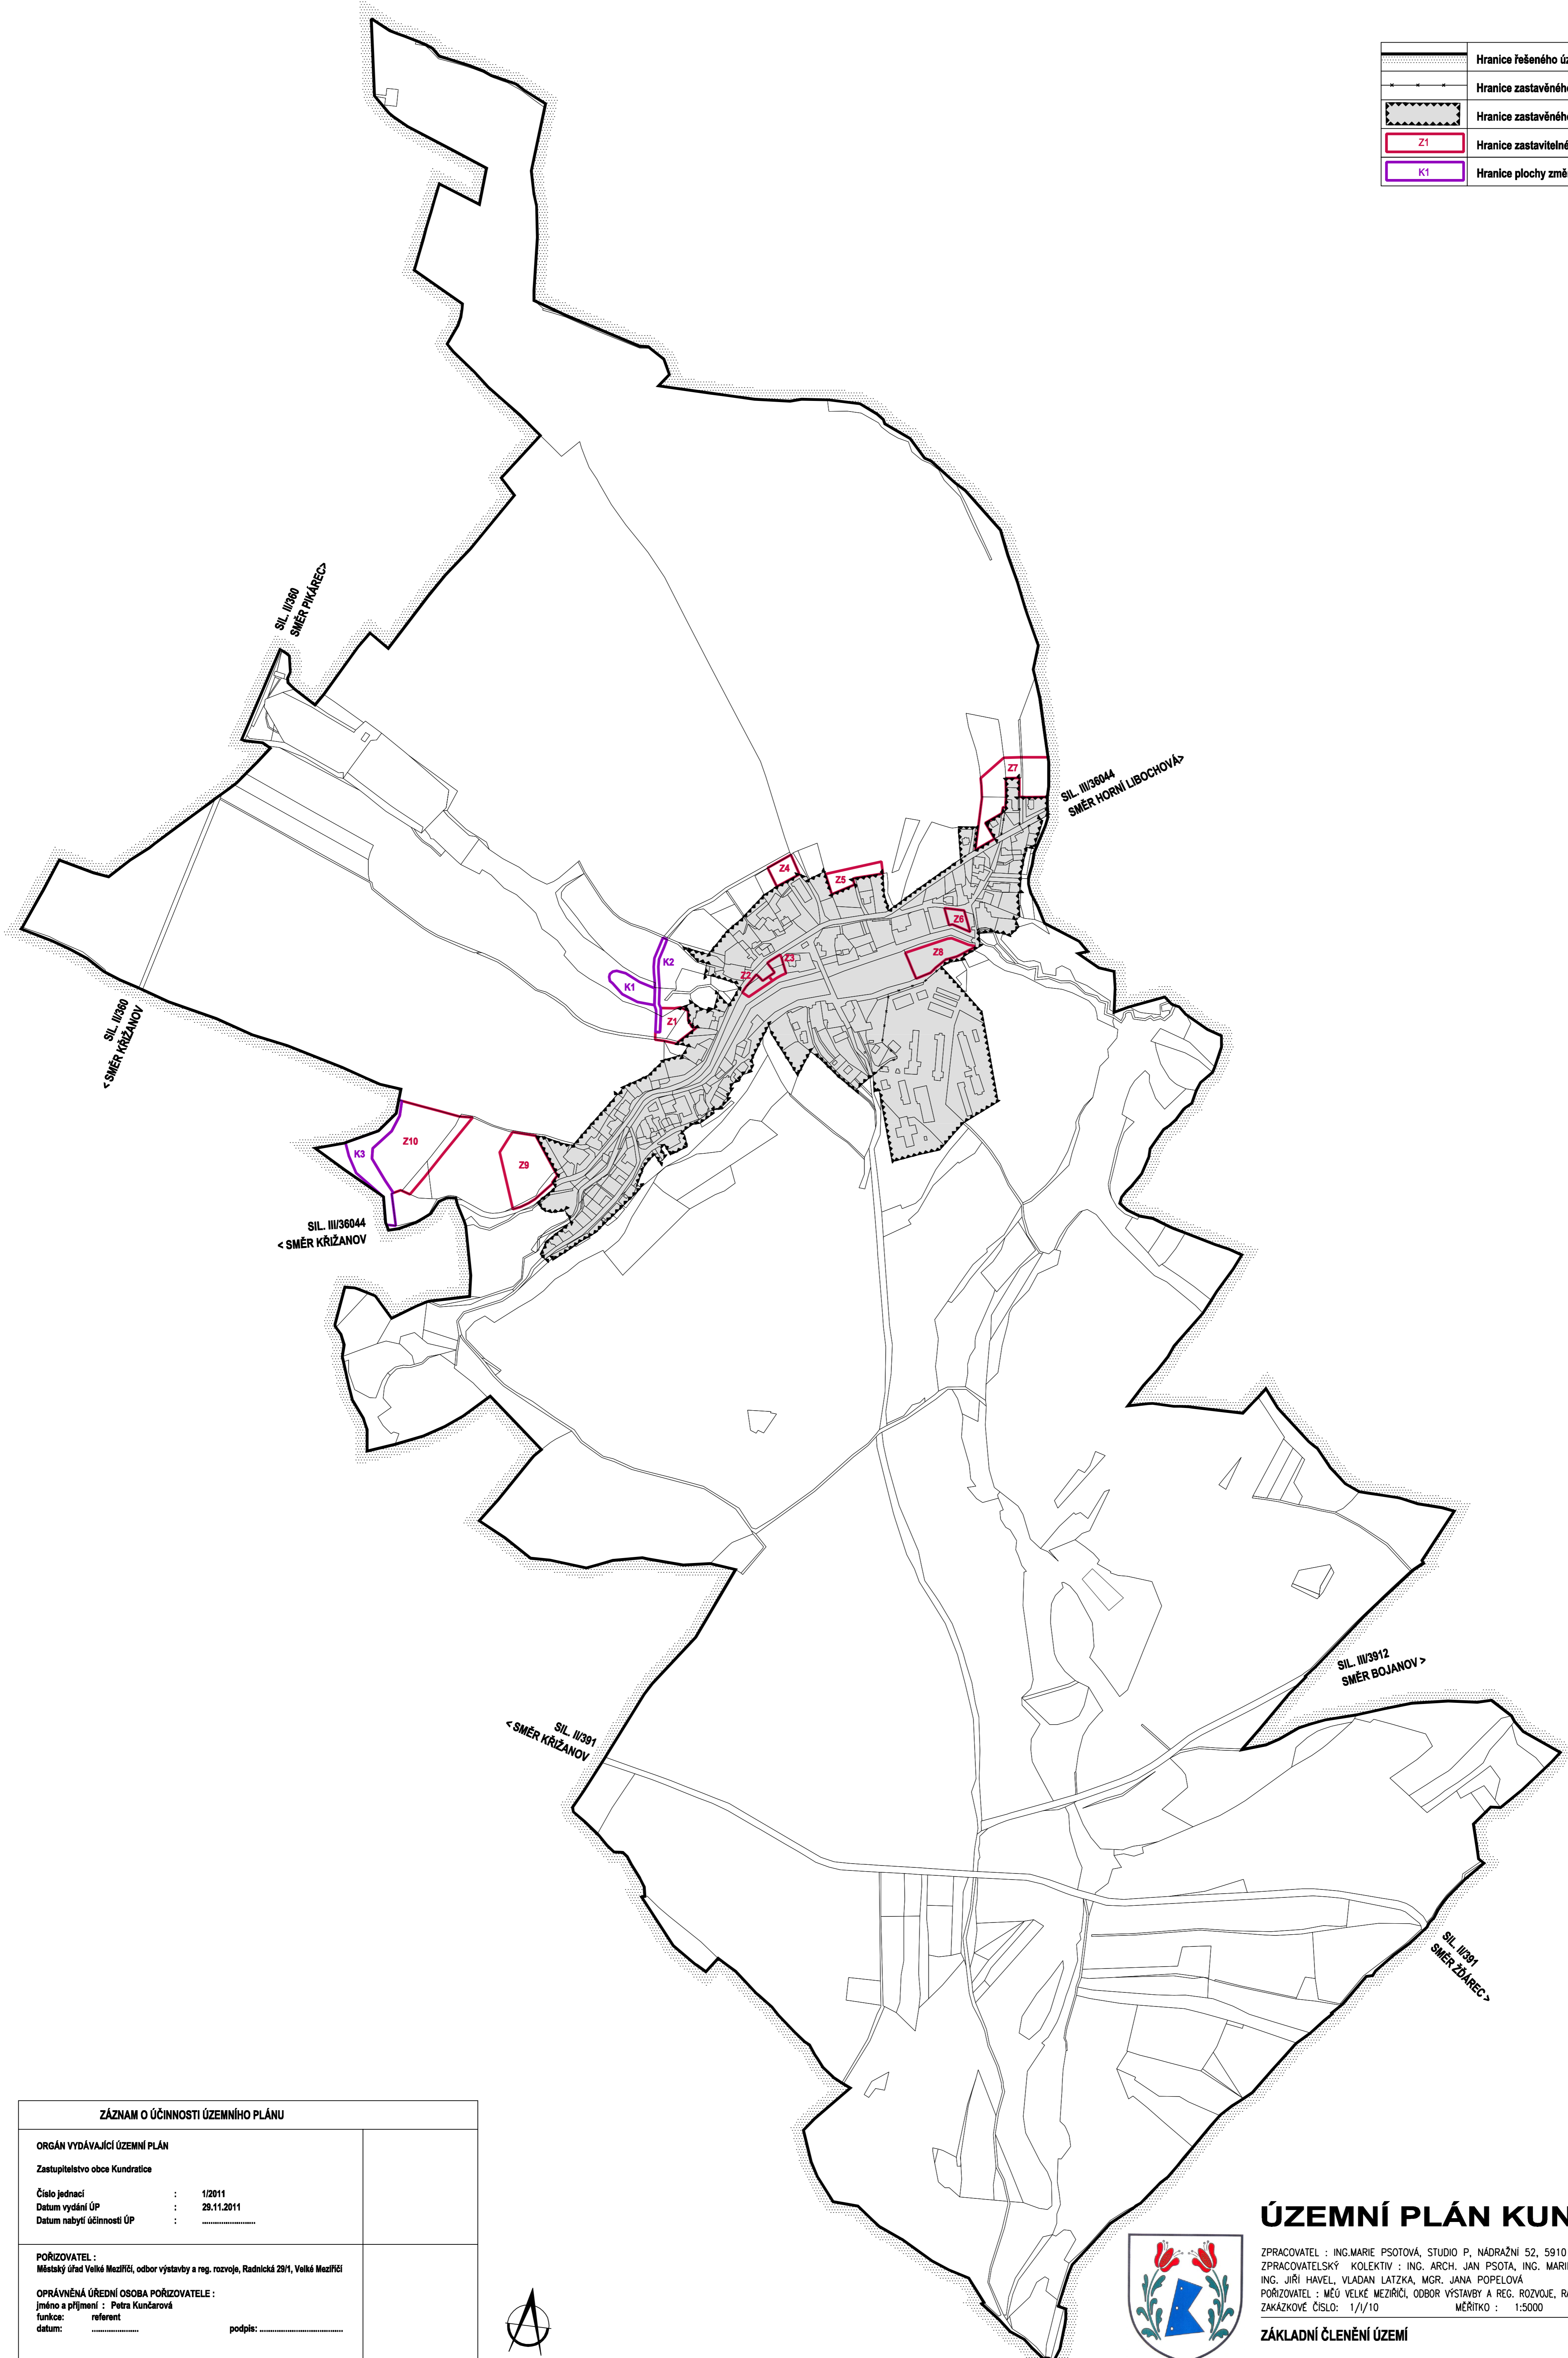 Hranice řešeného úz
Hranice zastavěného
Hranice zastavěného
Z1
Hranice zastavitelné
K1
Hranice plochy změ
SIL. II/360
SMĚR PIKÁREC>
SIL. III/36044
SMĚR HORNÍ LIBOCHOVÁ>
Z7
Z4
Z5
Z6
Z8
K2
Z3
Z2
K1
Z1
SIL. II/360
< SMĚR KŘIŽANOV
Z10
K3
Z9
SIL. III/36044
< SMĚR KŘIŽANOV
SIL. III/3912
SMĚR BOJANOV >
SIL. II/391
< SMĚR KŘIŽANOV
SIL. II/391
SMĚR ŽĎÁREC >
ZÁZNAM O ÚČINNOSTI ÚZEMNÍHO PLÁNU
ORGÁN VYDÁVAJÍCÍ ÚZEMNÍ PLÁN
Zastupitelstvo obce Kundratice
Číslo jednací : 1/2011
Datum vydání ÚP : 29.11.2011
Datum nabytí účinnosti ÚP : ........................
POŘIZOVATEL :
Městský úřad Velké Meziříčí, odbor výstavby a reg. rozvoje, Radnická 29/1, Velké Meziříčí
OPRÁVNĚNÁ ÚŘEDNÍ OSOBA POŘIZOVATELE :
jméno a příjmení : Petra Kunčarová
funkce: referent
datum: ...................... podpis: .......................................
ÚZEMNÍ PLÁN KUN
ZPRACOVATEL : ING.MARIE PSOTOVÁ, STUDIO P, NÁDRAŽNÍ 52, 5910
ZPRACOVATELSKÝ KOLEKTIV : ING. ARCH. JAN PSOTA, ING. MARIE
ING. JIŘÍ HAVEL, VLADAN LATZKA, MGR. JANA POPELOVÁ
POŘIZOVATEL : MĚÚ VELKÉ MEZIŘÍČÍ, ODBOR VÝSTAVBY A REG. ROZVOJE, RA
ZAKÁZKOVÉ ČÍSLO: 1/I/10 MĚŘÍTKO : 1:5000
ZÁKLADNÍ ČLENĚNÍ ÚZEMÍ